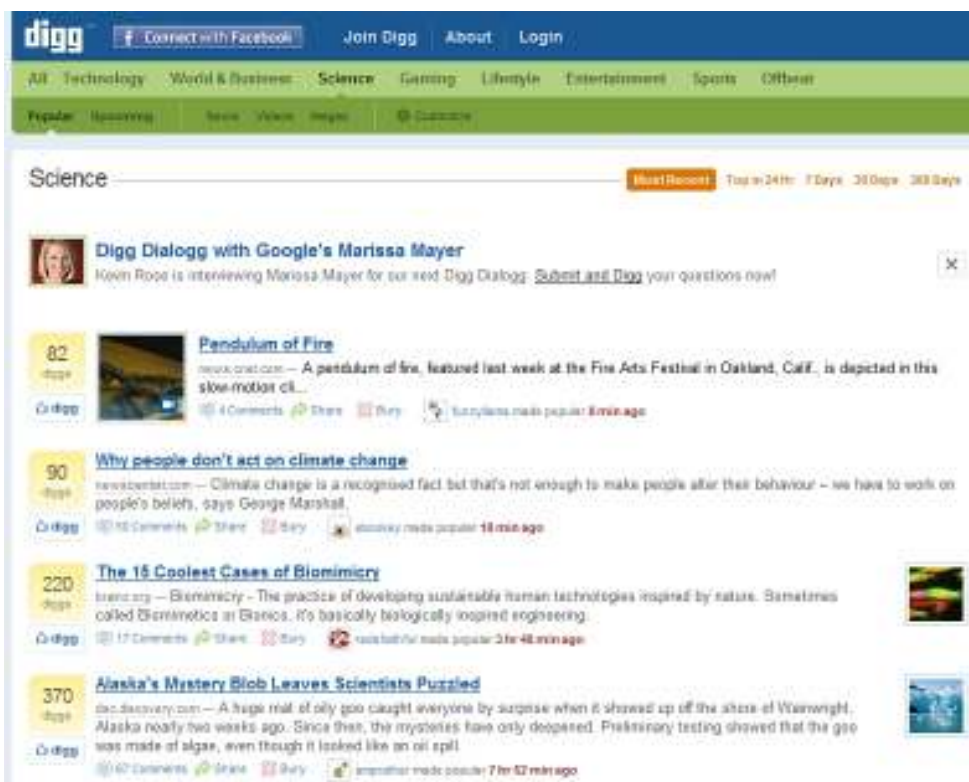 digg
Connect with Facebook Join Digg About Login
All Technology World & Business Science Gaming Lifestyle Entertainment Sports Offbeat
Popular Upcoming News Videos Images Customize
Science Most Recent Top in 24 Hr 7 Days 30 Days 365 Days
Digg Dialogg with Google's Marissa Mayer
Kevin Rose is interviewing Marissa Mayer for our next Digg Dialogg. Submit and Digg your questions now!
Pendulum of Fire
82
diggs
news.cnet.com — A pendulum of fire, featured last week at the Fire Arts Festival in Oakland, Calif., is depicted in this
slow-motion cli...
digg 4 Comments Share Bury made popular 8 min ago
Why people don't act on climate change
90
diggs
newscientist.com — Climate change is a recognised fact but that's not enough to make people alter their behaviour – we have to work on
people's beliefs, says George Marshall.
digg Comments Share Bury made popular 18 min ago
The 15 Coolest Cases of Biomimicry
220
diggs
brainz.org — Biomimicry - The practice of developing sustainable human technologies inspired by nature. Sometimes
called Biomimetics or Bionics, it's basically biologically inspired engineering.
digg 17 Comments Share Bury made popular 3 hr 48 min ago
Alaska's Mystery Blob Leaves Scientists Puzzled
370
diggs
dsc.discovery.com — A huge mat of oily goo caught everyone by surprise when it showed up off the shore of Wainwright,
Alaska nearly two weeks ago. Since then, the mysteries have only deepened. Preliminary testing showed that the goo
was made of algae, even though it looked like an oil spill.
digg 67 Comments Share Bury made popular 7 hr 52 min ago